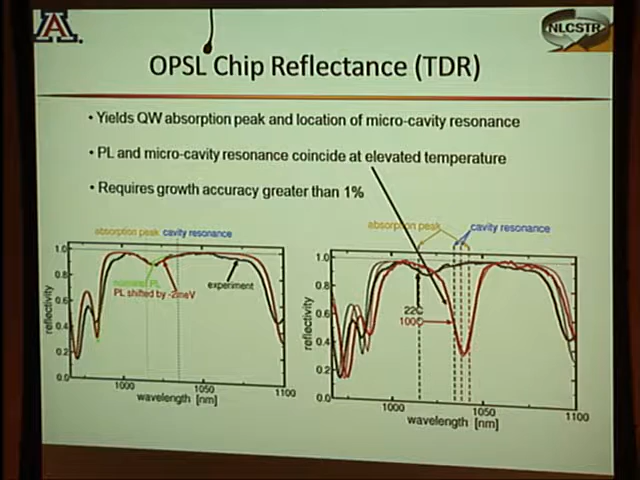 A
NLCSTR
OPSL Chip Reflectance (TDR)
• Yields QW absorption peak and location of micro-cavity resonance
• PL and micro-cavity resonance coincide at elevated temperature
• Requires growth accuracy greater than 1%
absorption peak cavity resonance
1.0
0.8
0.6
0.4
0.2
0.0
reflectivity
nominal PL
PL shifted by -2meV
experiment
1000
1050
1100
wavelength [nm]
absorption peak
cavity resonance
1.0
0.8
0.6
0.4
0.2
0.0
reflectivity
22C
100C
1000
1050
1100
wavelength [nm]